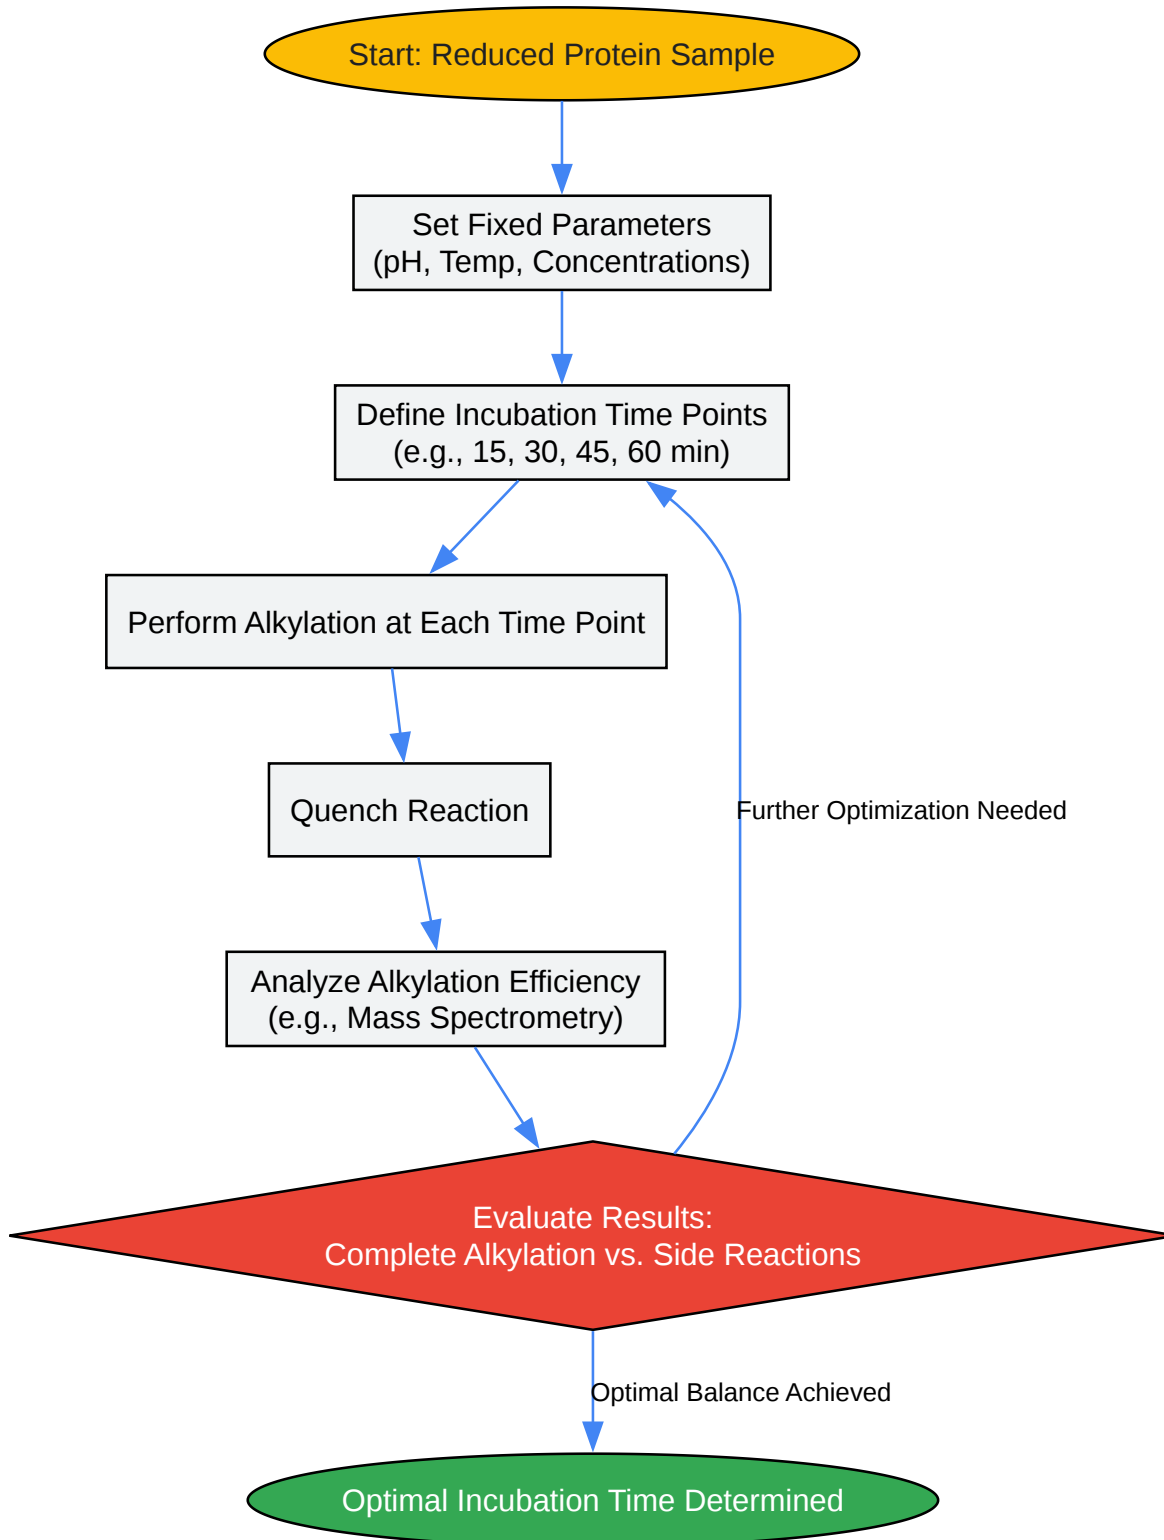 Start: Reduced Protein Sample
Set Fixed Parameters
(pH, Temp, Concentrations)
Define Incubation Time Points
(e.g., 15, 30, 45, 60 min)
Perform Alkylation at Each Time Point
Quench Reaction
Further Optimization Needed
Analyze Alkylation Efficiency
(e.g., Mass Spectrometry)
Evaluate Results:
Complete Alkylation vs. Side Reactions
Optimal Balance Achieved
Optimal Incubation Time Determined